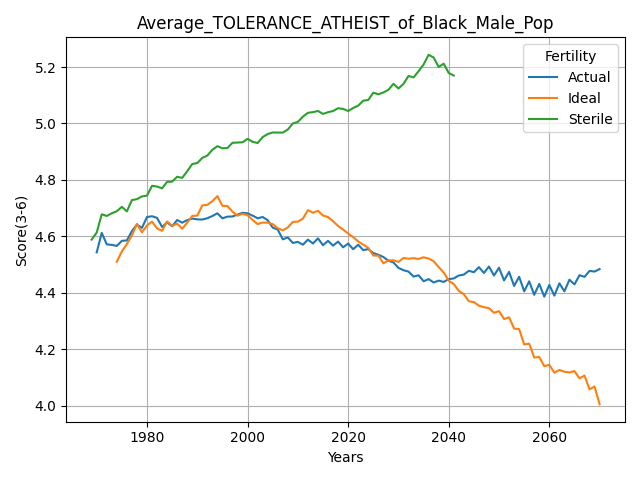 Average_TOLERANCE_ATHEIST_of_Black_Male_Pop
Fertility
Actual
Ideal
Sterile
Score(3-6)
5.2
5.0
4.8
4.6
4.4
4.2
4.0
1980 2000 2020 2040 2060
Years